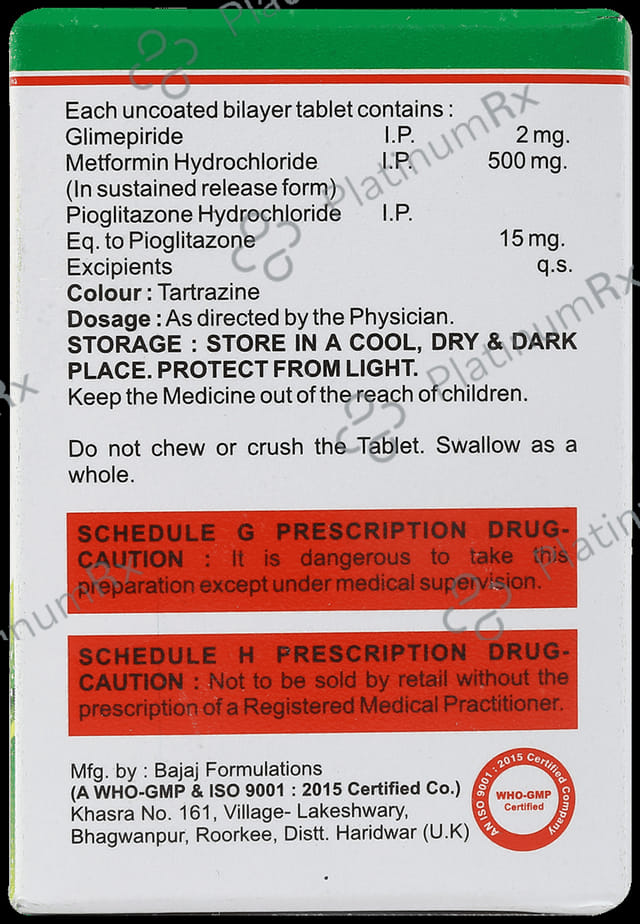 Each uncoated bilayer tablet contains :
Glimepiride I.P. 2 mg.
Metformin Hydrochloride I.P. 500 mg.
(In sustained release form)
Pioglitazone Hydrochloride I.P.
Eq. to Pioglitazone 15 mg.
Excipients q.s.
Colour : Tartrazine
Dosage : As directed by the Physician.
STORAGE : STORE IN A COOL, DRY & DARK
PLACE. PROTECT FROM LIGHT.
Keep the Medicine out of the reach of children.
Do not chew or crush the Tablet. Swallow as a
whole.
SCHEDULE G PRESCRIPTION DRUG-
CAUTION : It is dangerous to take this
preparation except under medical supervision.
SCHEDULE H PRESCRIPTION DRUG-
CAUTION : Not to be sold by retail without the
prescription of a Registered Medical Practitioner.
Mfg. by : Bajaj Formulations
(A WHO-GMP & ISO 9001 : 2015 Certified Co.)
Khasra No. 161, Village- Lakeshwary,
Bhagwanpur, Roorkee, Distt. Haridwar (U.K)
AN ISO 9001 : 2015 Certified Company
WHO-GMP
Certified
PlatinumRx
PlatinumRx
PlatinumRx
PlatinumRx
PlatinumRx